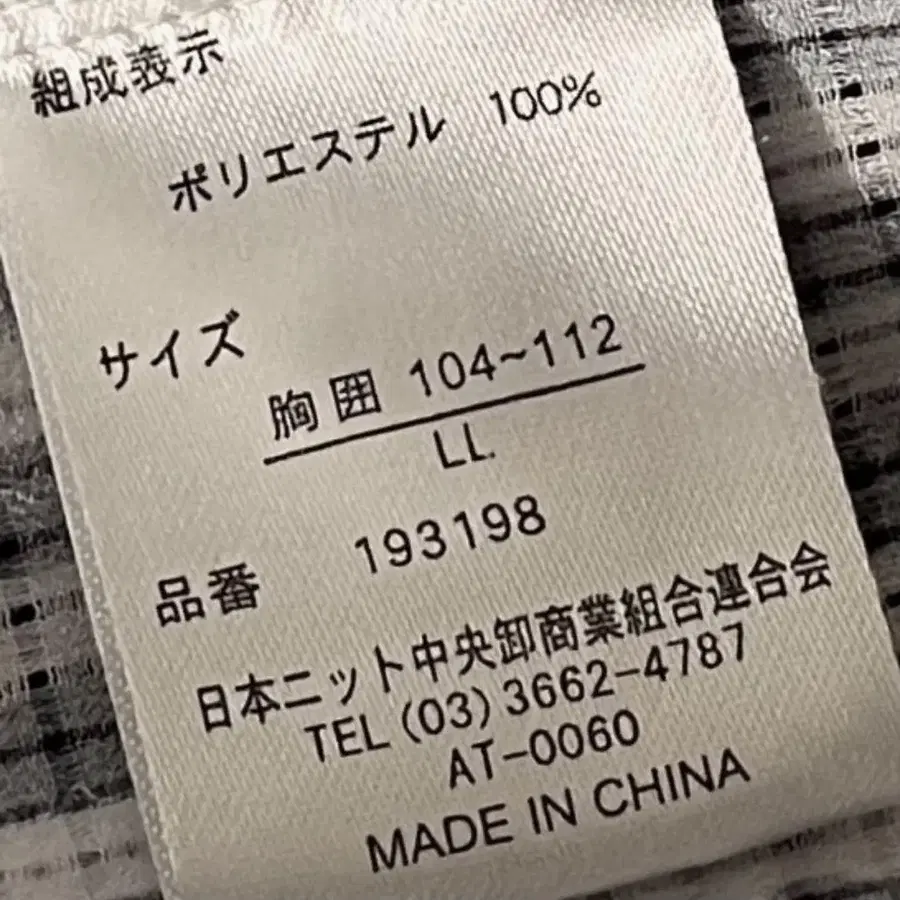 組成表示
ポリエステル 100%
サイズ
胸囲 104~112
LL
品番 193198
日本ニット中央卸商業組合連合会
TEL (03) 3662-4787
AT-0060
MADE IN CHINA